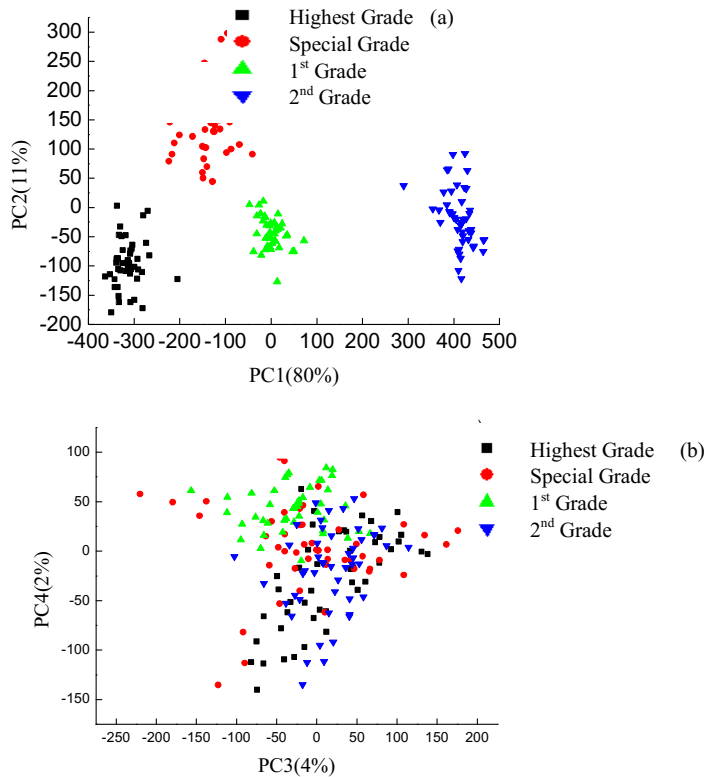 Highest Grade (a)
Special Grade
1st Grade
2nd Grade
300
250
200
150
100
50
0
-50
-100
-150
-200
PC2(11%)
-400 -300 -200 -100 0 100 200 300 400 500
PC1(80%)
Highest Grade (b)
Special Grade
1st Grade
2nd Grade
100
50
0
-50
-100
-150
PC4(2%)
-250 -200 -150 -100 -50 0 50 100 150 200
PC3(4%)